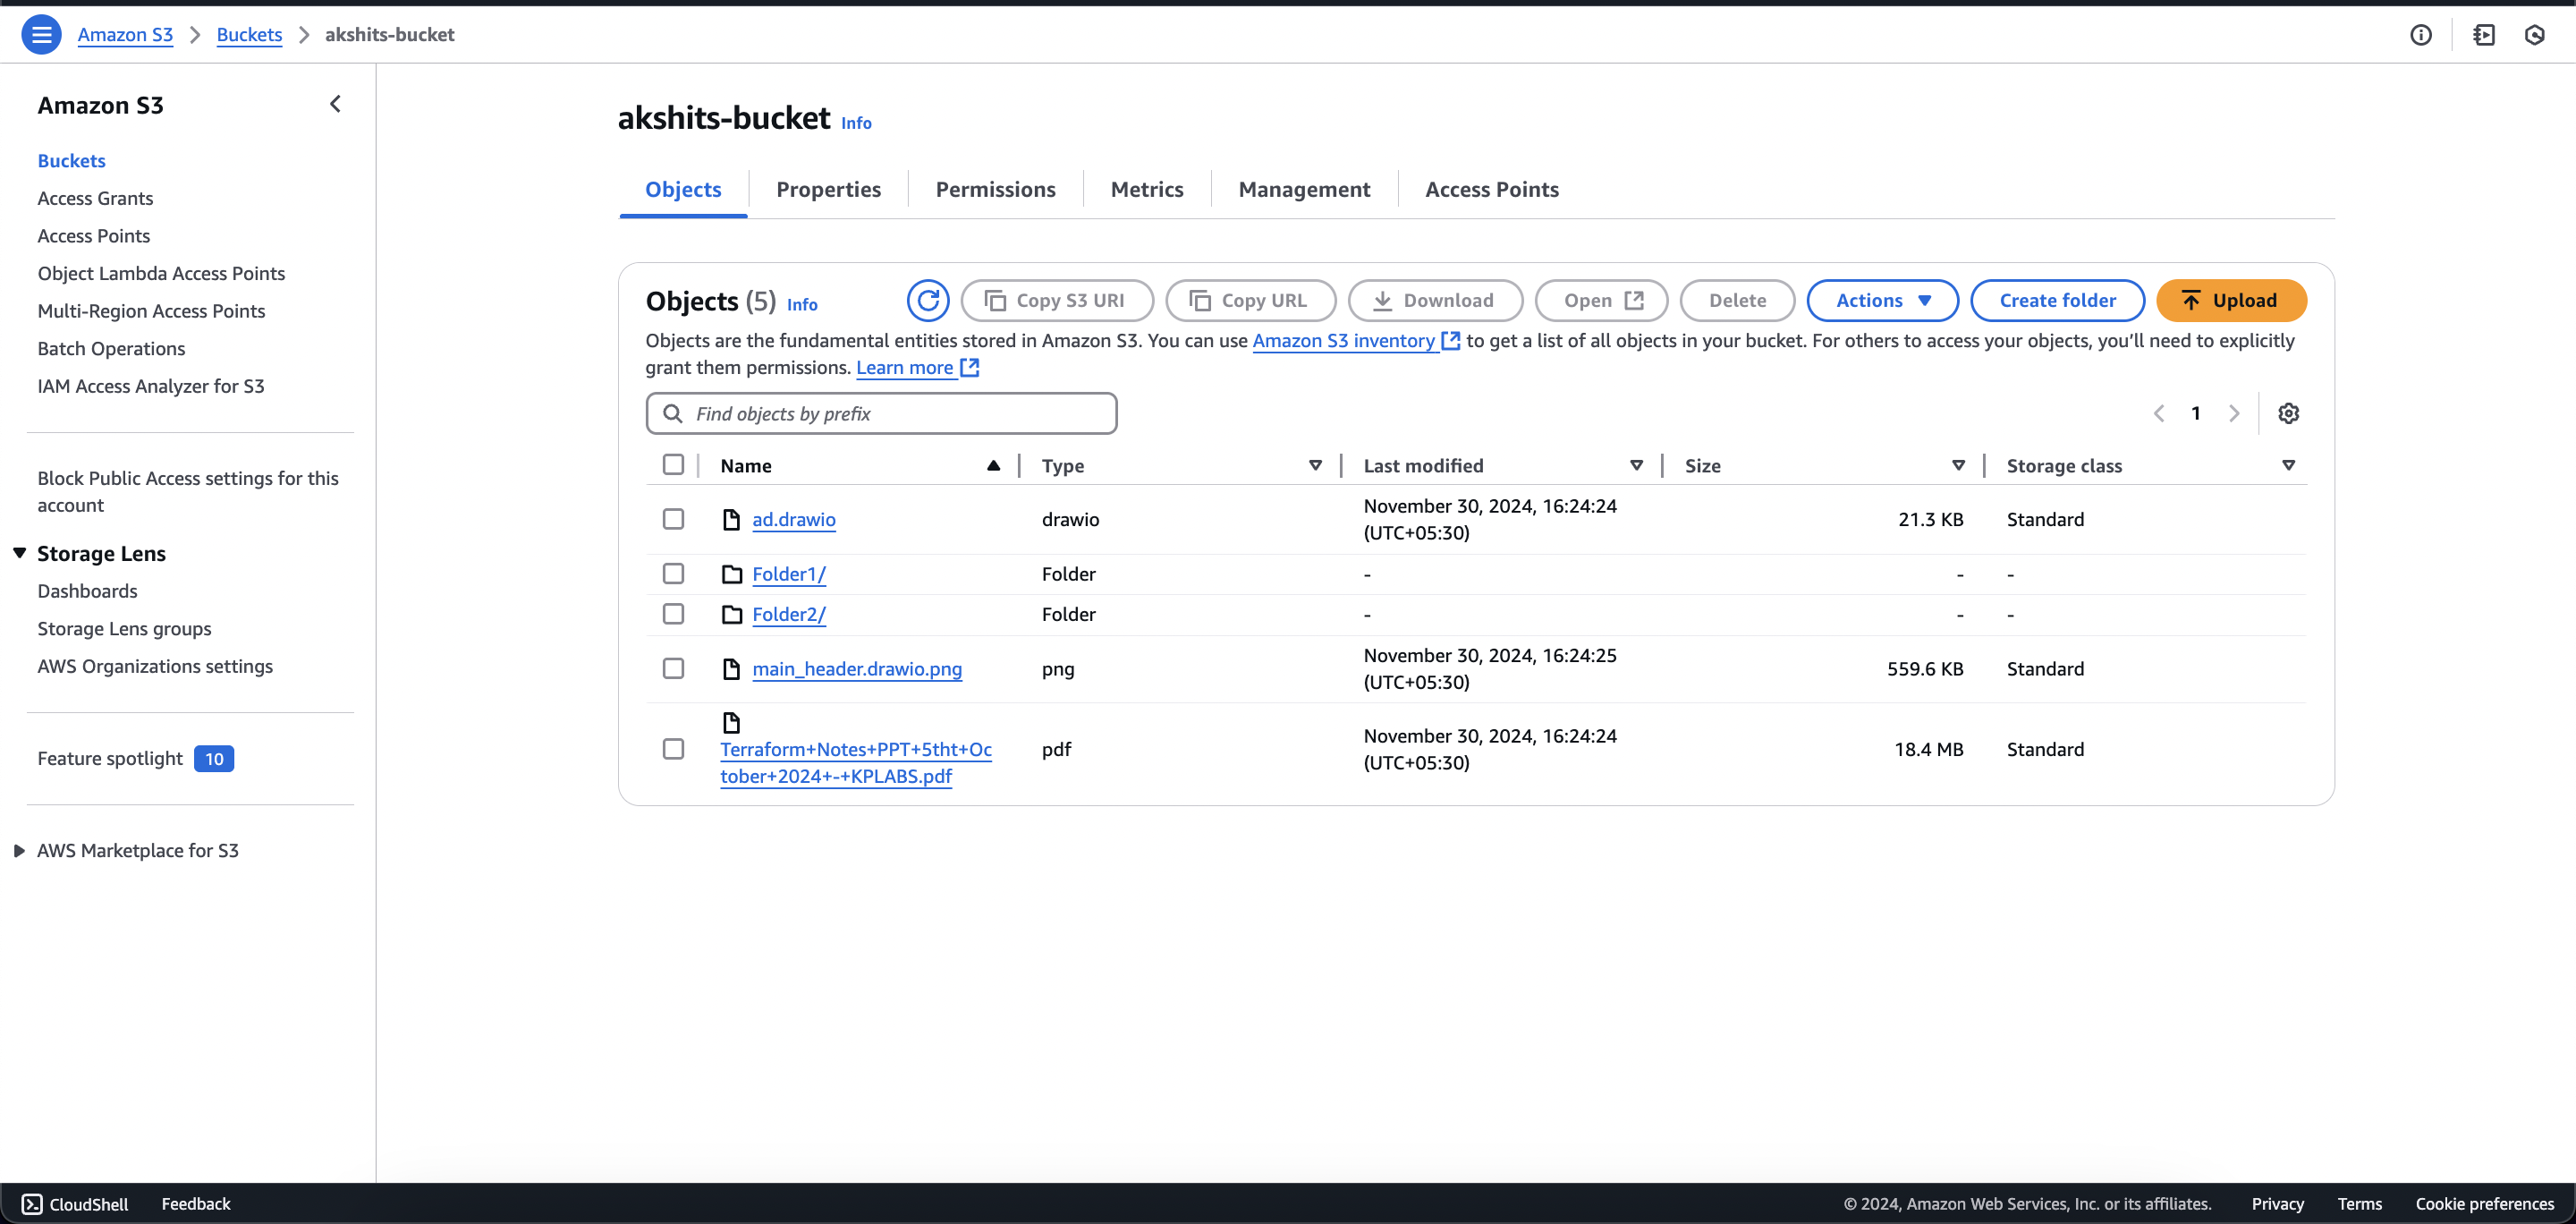 Amazon S3 > Buckets > akshits-bucket
Amazon S3
Buckets
Access Grants
Access Points
Object Lambda Access Points
Multi-Region Access Points
Batch Operations
IAM Access Analyzer for S3
Block Public Access settings for this
account
Storage Lens
Dashboards
Storage Lens groups
AWS Organizations settings
Feature spotlight 10
AWS Marketplace for S3
akshits-bucket Info
Objects Properties Permissions Metrics Management Access Points
Objects (5) Info Copy S3 URI Copy URL Download Open Delete Actions Create folder Upload
Objects are the fundamental entities stored in Amazon S3. You can use Amazon S3 inventory to get a list of all objects in your bucket. For others to access your objects, you’ll need to explicitly
grant them permissions. Learn more
Find objects by prefix
1
Name Type Last modified Size Storage class
ad.drawio drawio November 30, 2024, 16:24:24 (UTC+05:30) 21.3 KB Standard
Folder1/ Folder - - -
Folder2/ Folder - - -
main_header.drawio.png png November 30, 2024, 16:24:25 (UTC+05:30) 559.6 KB Standard
Terraform+Notes+PPT+5tht+Oc
tober+2024+-+KPLABS.pdf pdf November 30, 2024, 16:24:24 (UTC+05:30) 18.4 MB Standard
CloudShell Feedback © 2024, Amazon Web Services, Inc. or its affiliates. Privacy Terms Cookie preferences